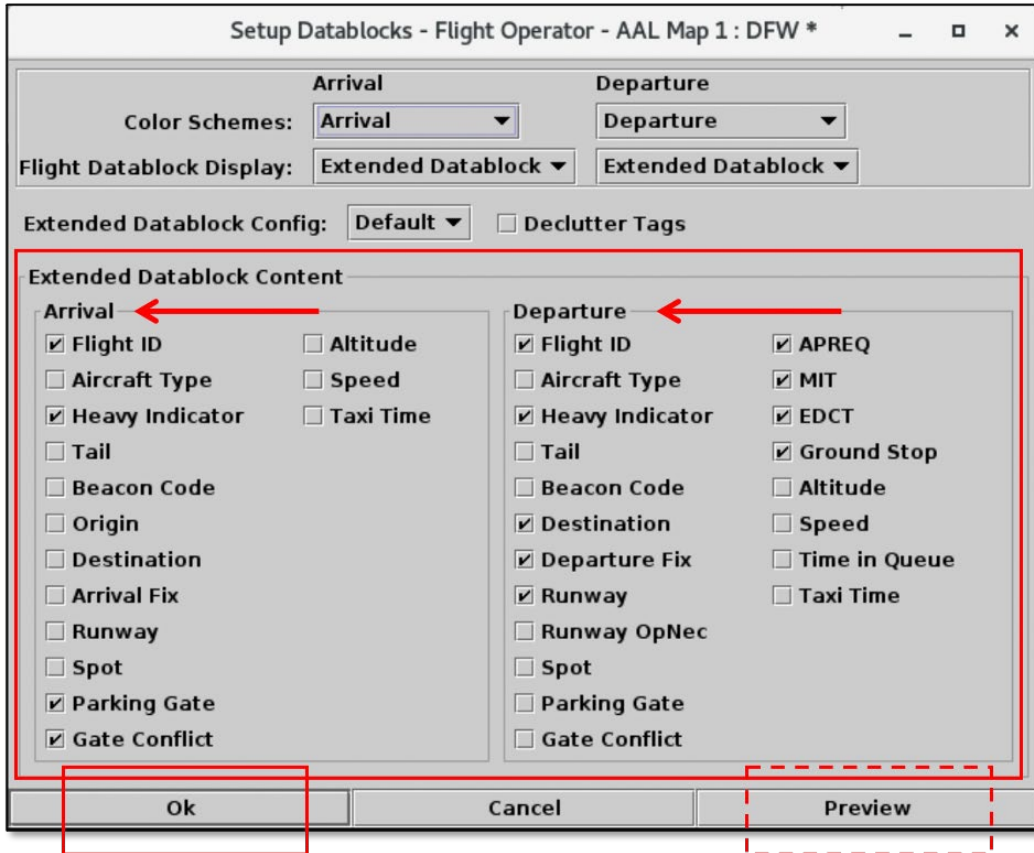 Setup Datablocks - Flight Operator - AAL Map 1 : DFW *
Arrival Departure
Color Schemes: Arrival Departure
Flight Datablock Display: Extended Datablock Extended Datablock
Extended Datablock Config: Default Declutter Tags
Extended Datablock Content
Arrival
Flight ID Altitude
Aircraft Type Speed
Heavy Indicator Taxi Time
Tail
Beacon Code
Origin
Destination
Arrival Fix
Runway
Spot
Parking Gate
Gate Conflict
Departure
Flight ID APREQ
Aircraft Type MIT
Heavy Indicator EDCT
Tail Ground Stop
Beacon Code Altitude
Destination Speed
Departure Fix Time in Queue
Runway Taxi Time
Runway OpNec
Spot
Parking Gate
Gate Conflict
Ok Cancel Preview